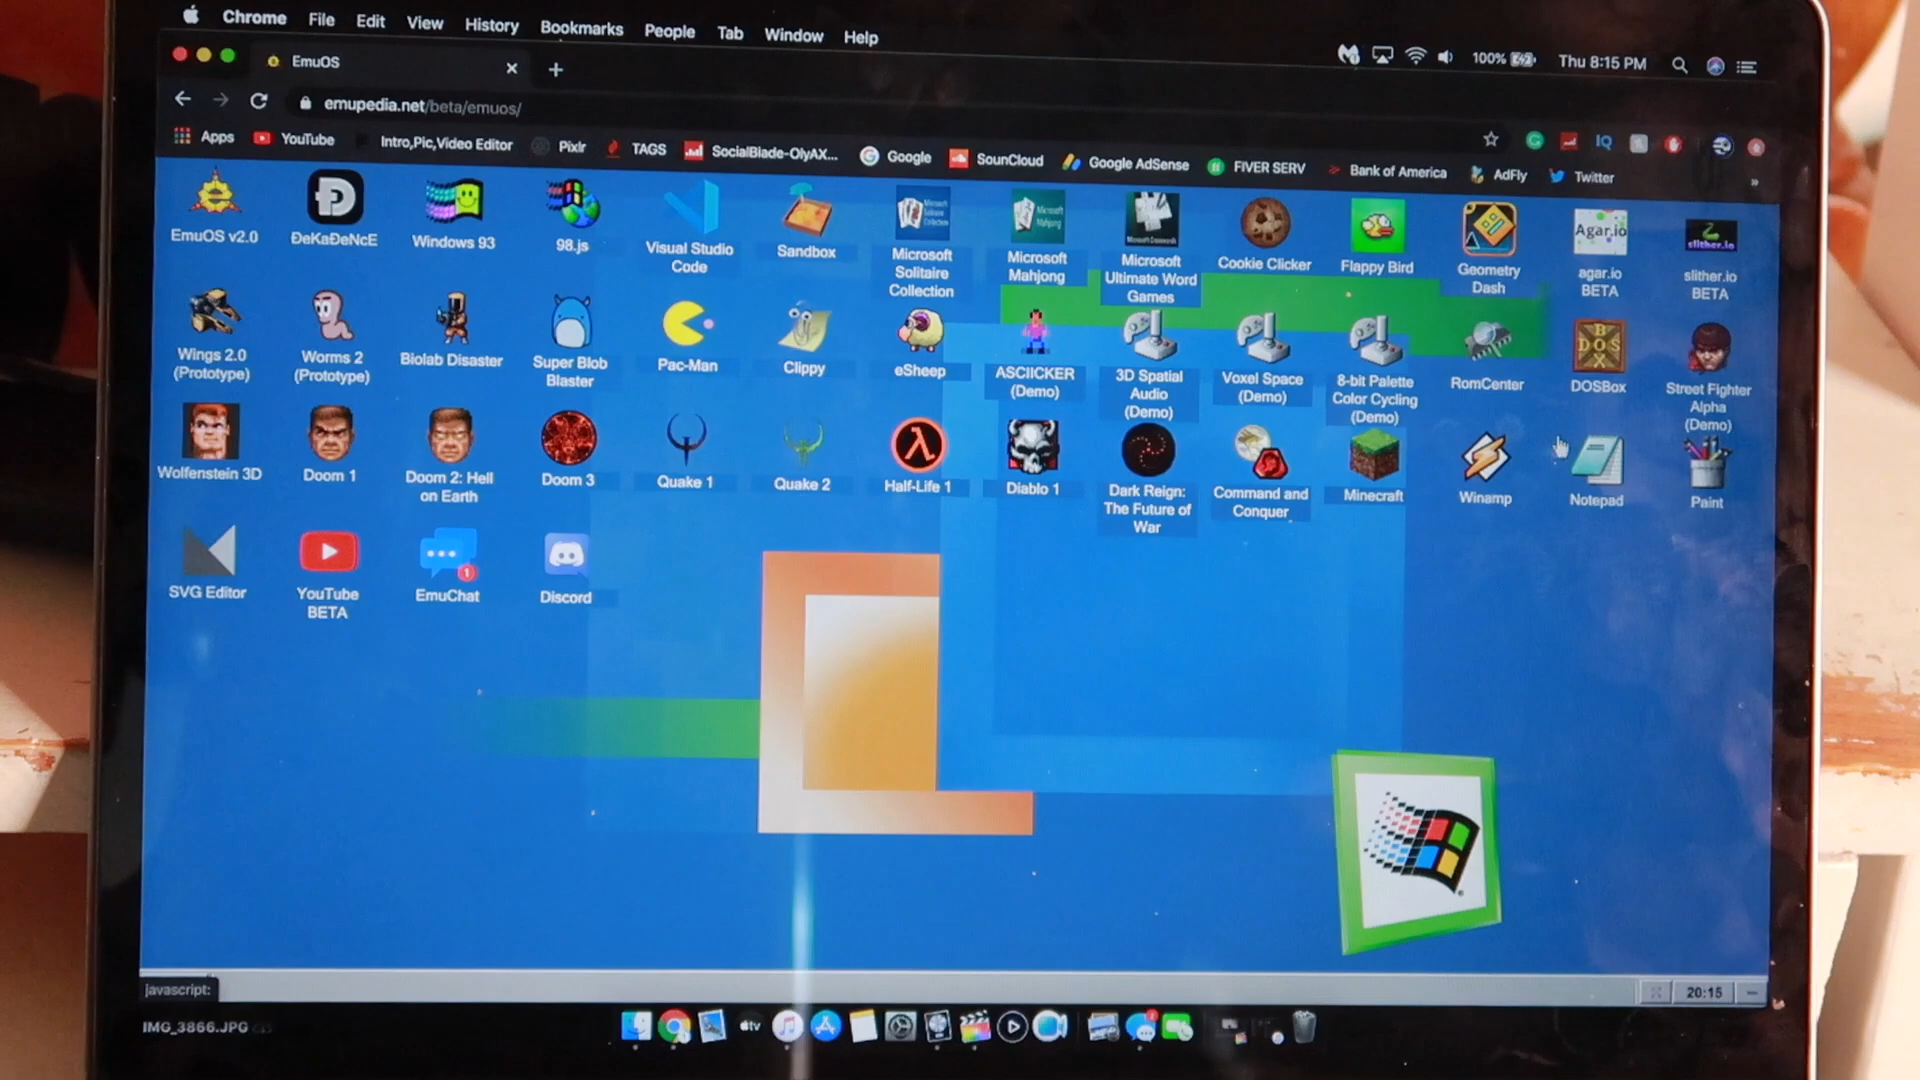 Chrome File Edit View History Bookmarks People Tab Window Help
100% Thu 8:15 PM
EmuOS
emupedia.net/beta/emuos/
Apps YouTube Intro,Pic,Video Editor Pixlr TAGS SocialBlade-OlyAX... Google SounCloud Google AdSense FIVER SERV Bank of America AdFly Twitter »
EmuOS v2.0
ĐeKaĐeNcE
Windows 93
98.js
Visual Studio
Code
Sandbox
Microsoft
Solitaire
Collection
Microsoft
Mahjong
Microsoft
Ultimate Word
Games
Cookie Clicker
Flappy Bird
Geometry
Dash
Agar.io
agar.io
BETA
slither.io
slither.io
BETA
Wings 2.0
(Prototype)
Worms 2
(Prototype)
Biolab Disaster
Super Blob
Blaster
Pac-Man
Clippy
eSheep
ASCIICKER
(Demo)
3D Spatial
Audio
(Demo)
Voxel Space
(Demo)
8-bit Palette
Color Cycling
(Demo)
RomCenter
DOSBox
Street Fighter
Alpha
(Demo)
Wolfenstein 3D
Doom 1
Doom 2: Hell
on Earth
Doom 3
Quake 1
Quake 2
Half-Life 1
Diablo 1
Dark Reign:
The Future of
War
Command and
Conquer
Minecraft
Winamp
Notepad
Paint
SVG Editor
YouTube
BETA
EmuChat
Discord
javascript:
20:15
IMG_3866.JPG
tv